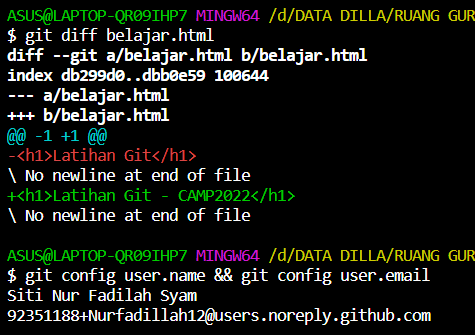 ASUS@LAPTOP-QR09IHP7 MINGW64 /d/DATA DILLA/RUANG GUR
$ git diff belajar.html
diff --git a/belajar.html b/belajar.html
index db299d0..dbb0e59 100644
--- a/belajar.html
+++ b/belajar.html
@@ -1 +1 @@
-<h1>Latihan Git</h1>
\ No newline at end of file
+<h1>Latihan Git - CAMP2022</h1>
\ No newline at end of file
ASUS@LAPTOP-QR09IHP7 MINGW64 /d/DATA DILLA/RUANG GUR
$ git config user.name && git config user.email
Siti Nur Fadilah Syam
92351188+Nurfadillah12@users.noreply.github.com